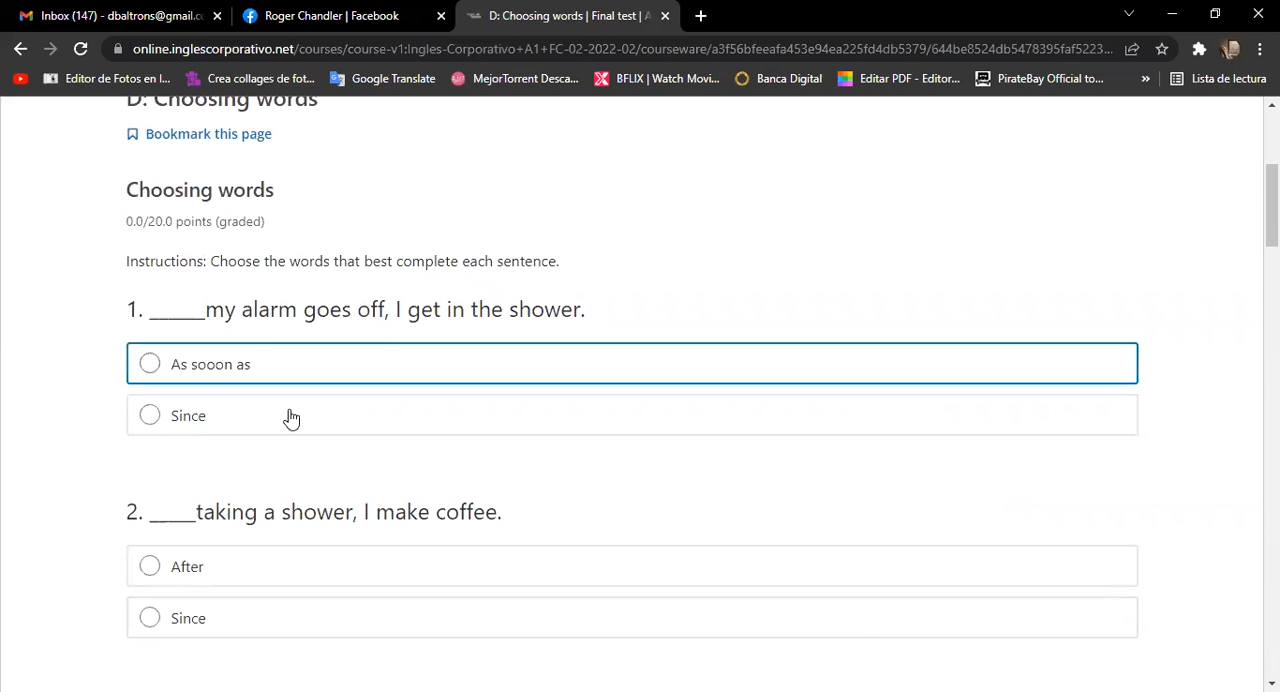 Inbox (147) - dbaltrons@gmail.cc
Roger Chandler | Facebook
D: Choosing words | Final test | A
online.inglescorporativo.net/courses/course-v1:Ingles-Corporativo+A1+FC-02-2022-02/courseware/a3f56bfeeafa453e94ea225fd4db5379/644be8524db5478395faf5223...
Editor de Fotos en l...
Crea collages de fot...
Google Translate
MejorTorrent Desca...
BFLIX | Watch Movi...
Banca Digital
Editar PDF - Editor...
PirateBay Official to...
»
Lista de lectura
D: Choosing words
Bookmark this page
Choosing words
0.0/20.0 points (graded)
Instructions: Choose the words that best complete each sentence.
1. ______my alarm goes off, I get in the shower.
As sooon as
Since
2. _____taking a shower, I make coffee.
After
Since